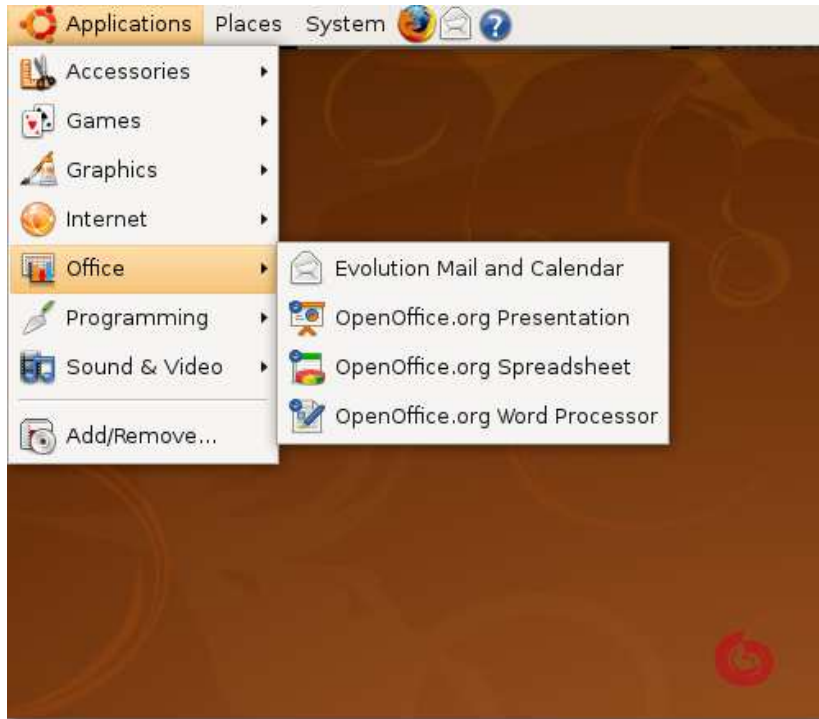 Applications Places System
Accessories
Games
Graphics
Internet
Office
Programming
Sound & Video
Add/Remove...
Evolution Mail and Calendar
OpenOffice.org Presentation
OpenOffice.org Spreadsheet
OpenOffice.org Word Processor